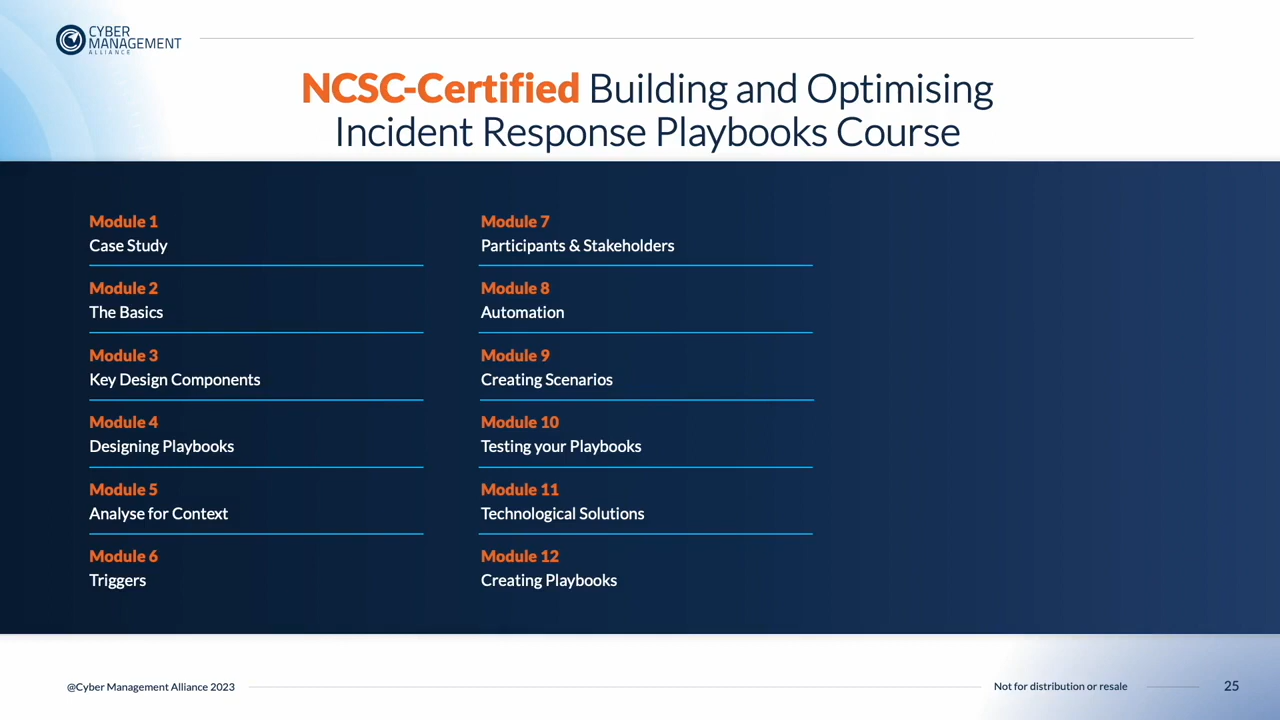 CYBER
MANAGEMENT
ALLIANCE
NCSC-Certified Building and Optimising
Incident Response Playbooks Course
Module 1
Case Study
Module 2
The Basics
Module 3
Key Design Components
Module 4
Designing Playbooks
Module 5
Analyse for Context
Module 6
Triggers
Module 7
Participants & Stakeholders
Module 8
Automation
Module 9
Creating Scenarios
Module 10
Testing your Playbooks
Module 11
Technological Solutions
Module 12
Creating Playbooks
@Cyber Management Alliance 2023
Not for distribution or resale
25